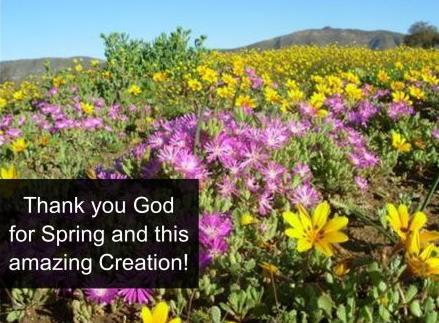 Thank you God
for Spring and this
amazing Creation!